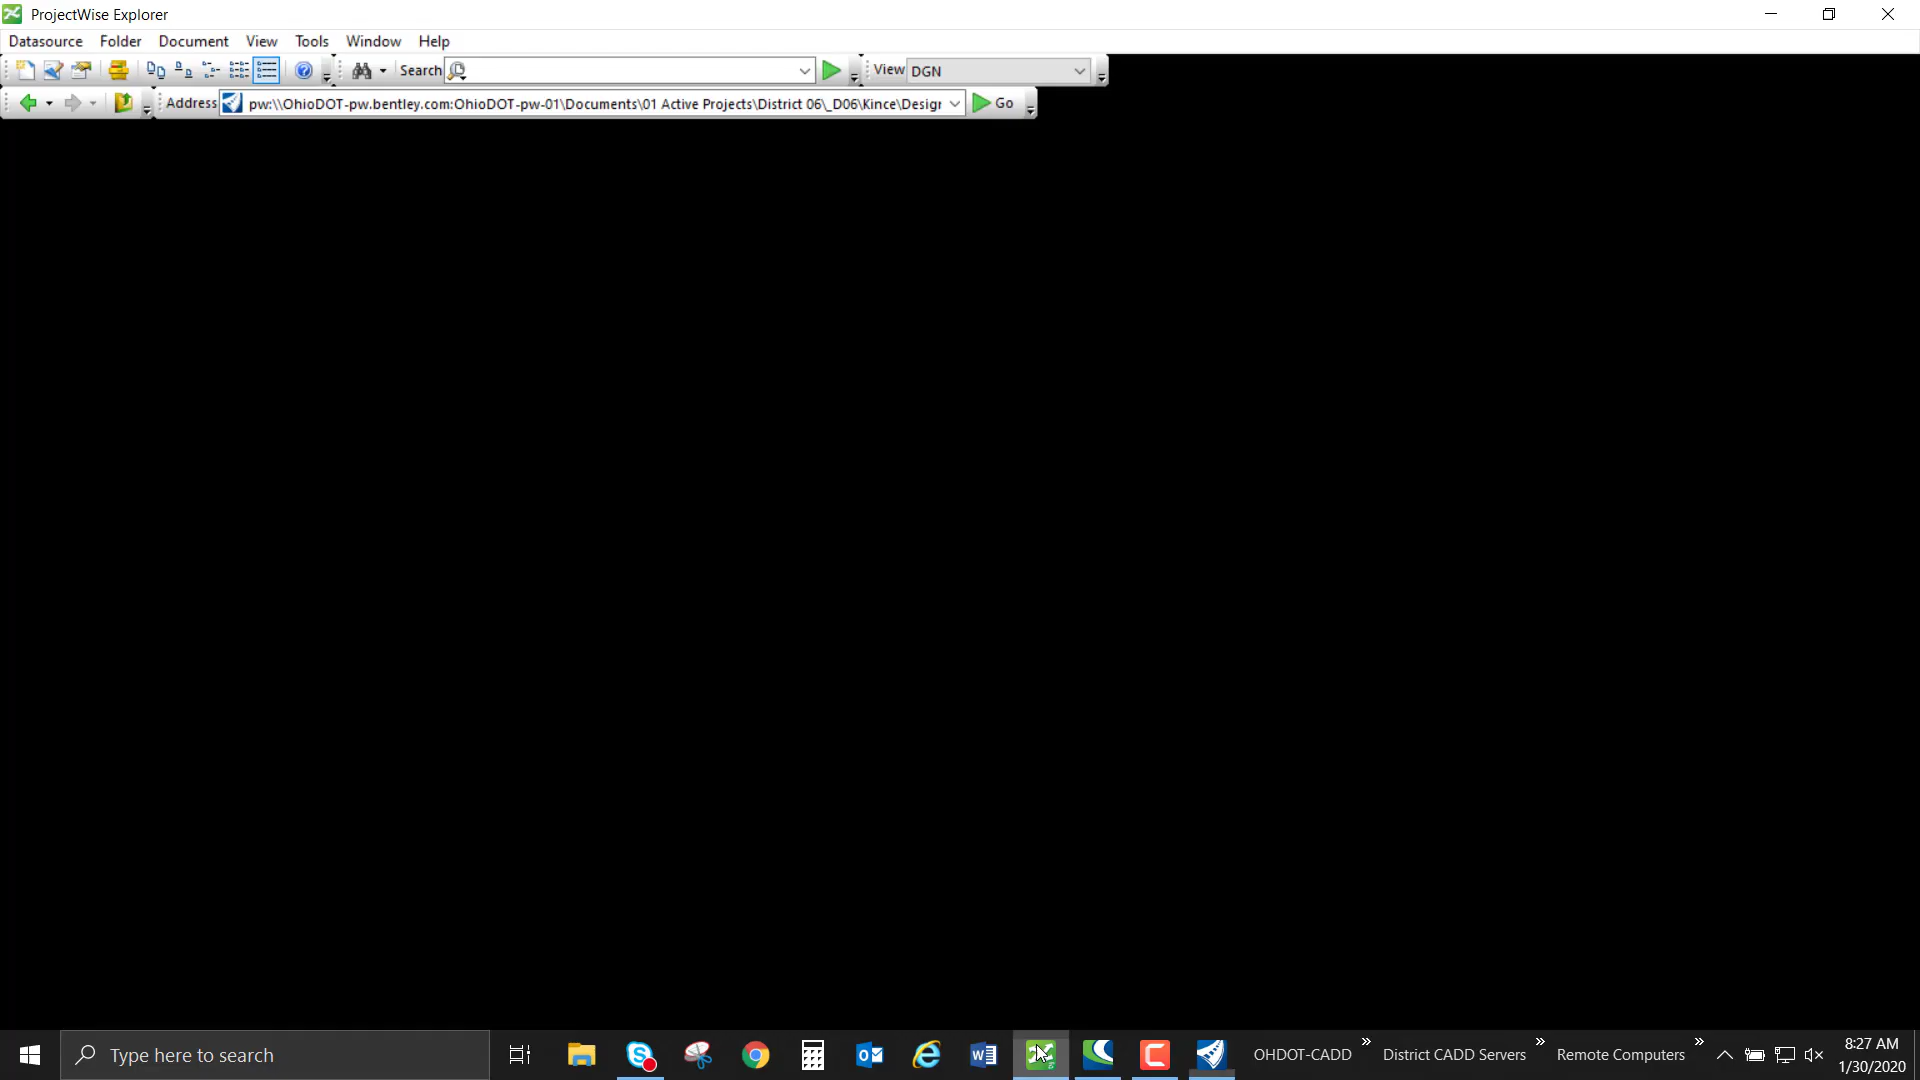 ProjectWise Explorer
Datasource Folder Document View Tools Window Help
Search View DGN
Address pw:\\OhioDOT-pw.bentley.com:OhioDOT-pw-01\Documents\01 Active Projects\District 06\_D06\Kince\Design Go
Type here to search OHDOT-CADD » District CADD Servers » Remote Computers » 8:27 AM
1/30/2020